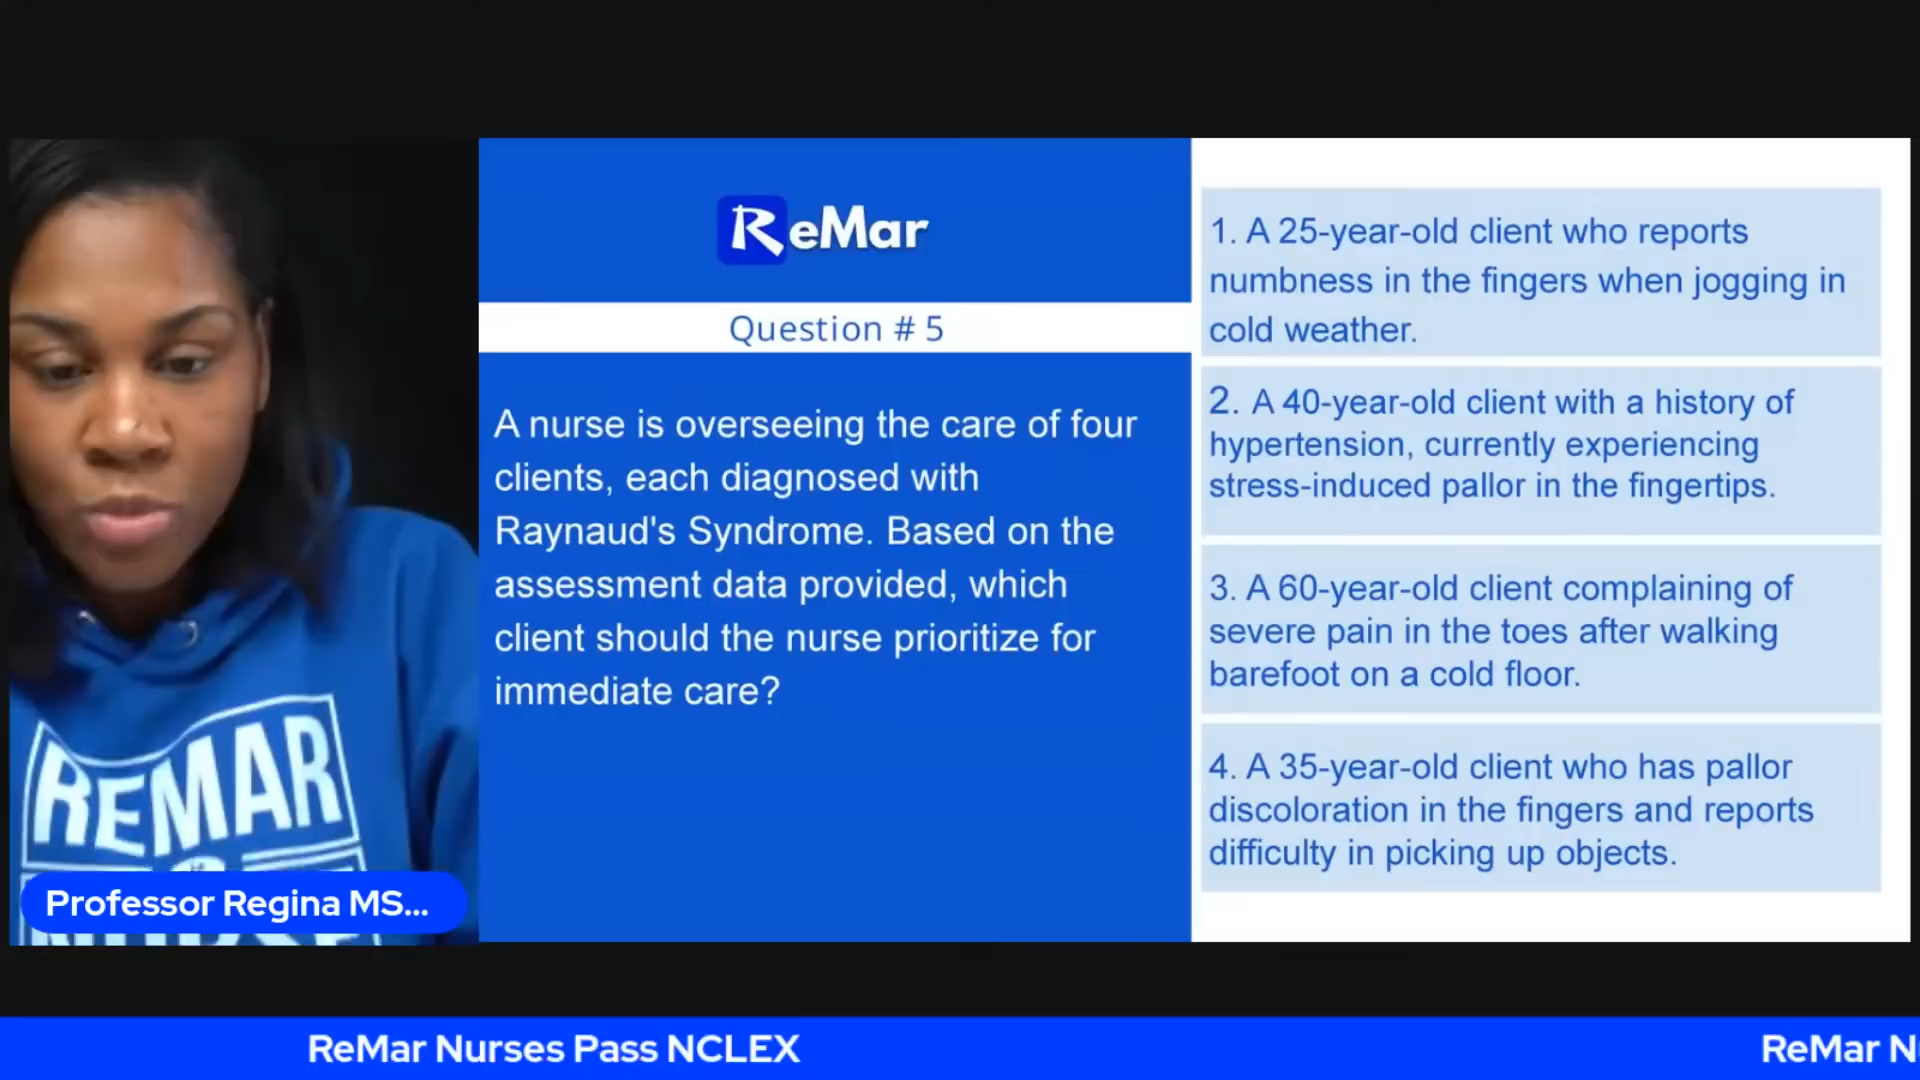 ReMar
Question # 5
A nurse is overseeing the care of four
clients, each diagnosed with
Raynaud's Syndrome. Based on the
assessment data provided, which
client should the nurse prioritize for
immediate care?
1. A 25-year-old client who reports
numbness in the fingers when jogging in
cold weather.
2. A 40-year-old client with a history of
hypertension, currently experiencing
stress-induced pallor in the fingertips.
3. A 60-year-old client complaining of
severe pain in the toes after walking
barefoot on a cold floor.
4. A 35-year-old client who has pallor
discoloration in the fingers and reports
difficulty in picking up objects.
REMAR
Professor Regina MS...
ReMar Nurses Pass NCLEX
ReMar